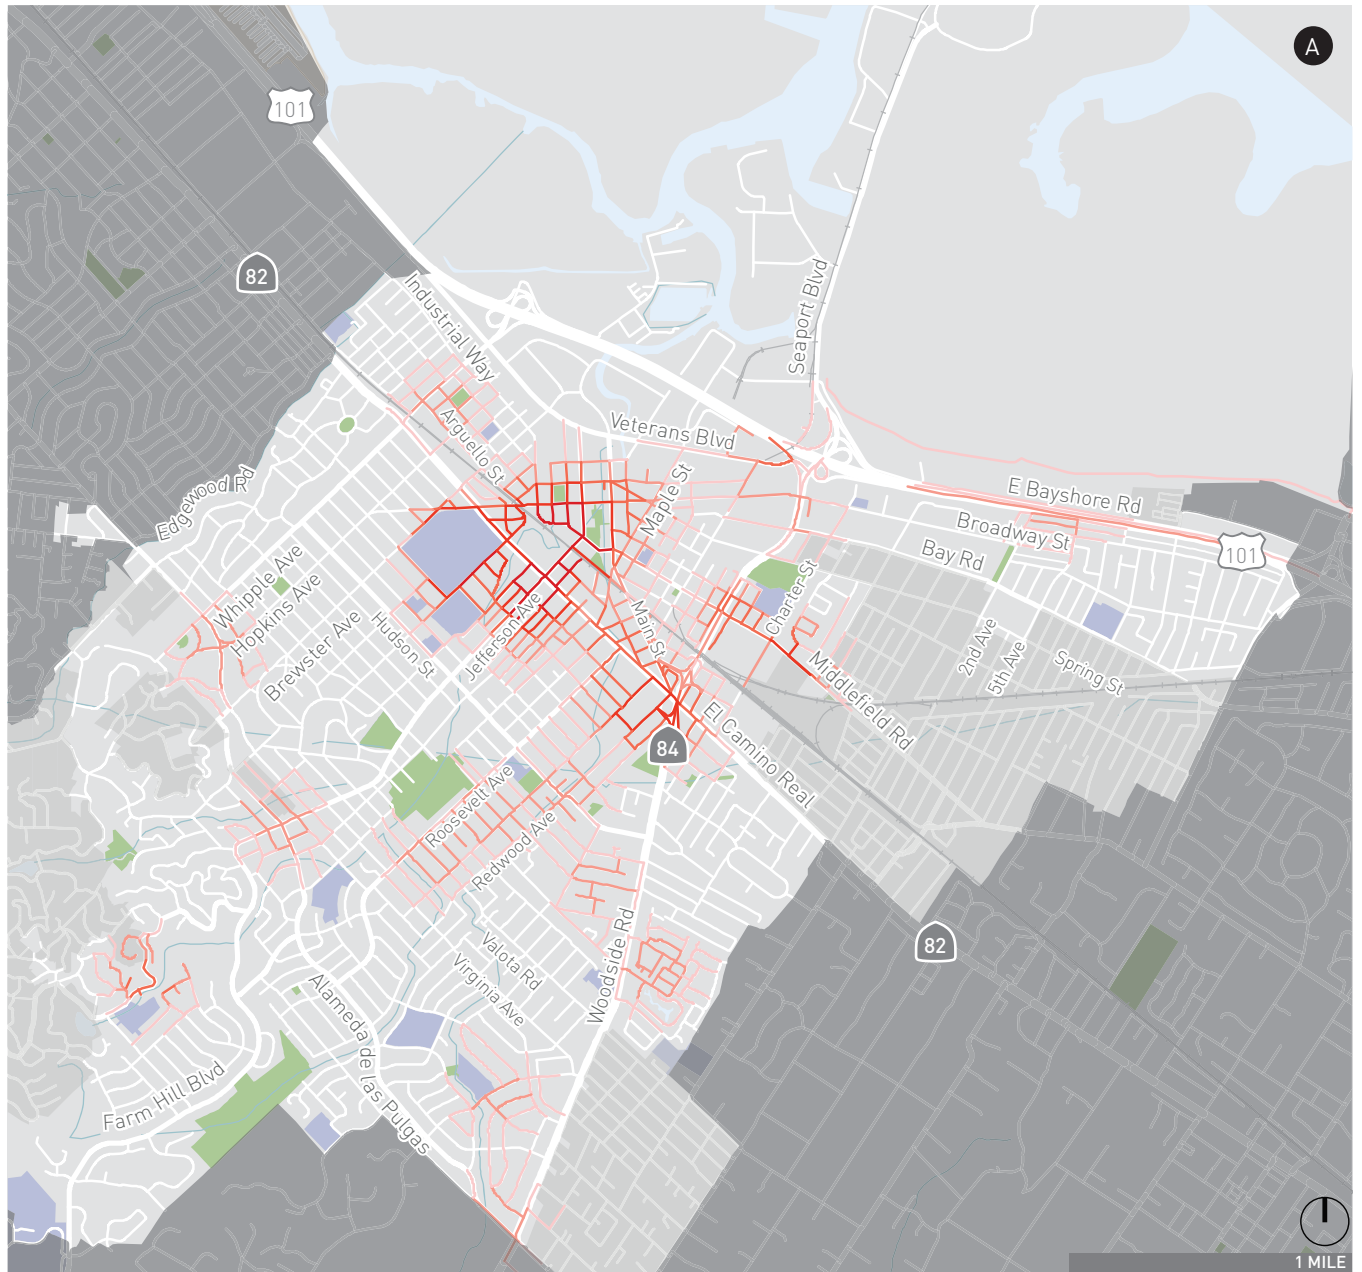 A
101
82
Industrial Way
Seaport Blvd
Arguello St
Veterans Blvd
Maple St
Edgewood Rd
E Bayshore Rd
Broadway St
Bay Rd
101
Whipple Ave
Hopkins Ave
Brewster Ave
Hudson St
Jefferson Ave
Main St
Charter St
Middlefield Rd
2nd Ave
5th Ave
Spring St
El Camino Real
84
Roosevelt Ave
Redwood Ave
82
Valota Rd
Virginia Ave
Woodside Rd
Alameda de las Pulgas
Farm Hill Blvd
1 MILE